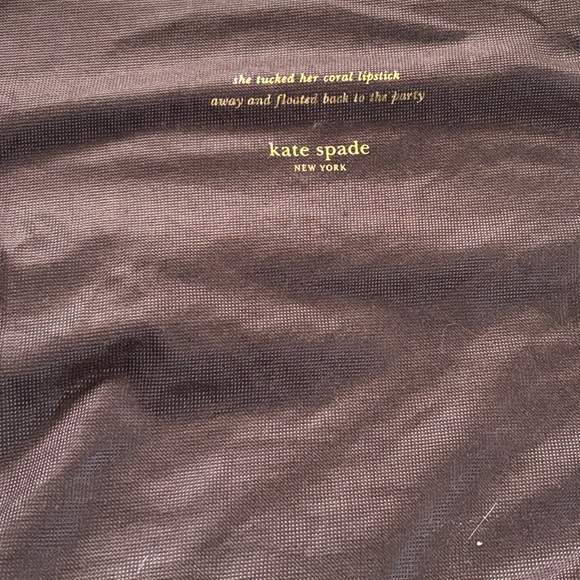 she tucked her coral lipstick
away and floated back to the party
kate spade
NEW YORK